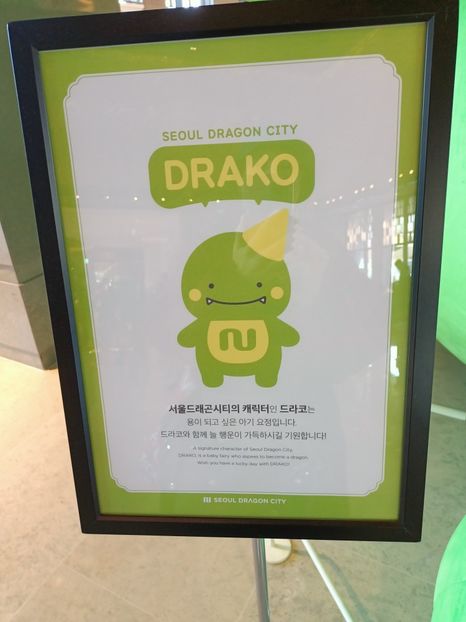 SEOUL DRAGON CITY
DRAKO
서울드래곤시티의 캐릭터인 드라코는
용이 되고 싶은 아기 요정입니다.
드라코와 함께 늘 행운이 가득하시길 기원합니다!
A signature character of Seoul Dragon City,
DRAKO is a baby fairy who aspires to become a dragon.
Wish you have a lucky day with DRAKO!
SEOUL DRAGON CITY